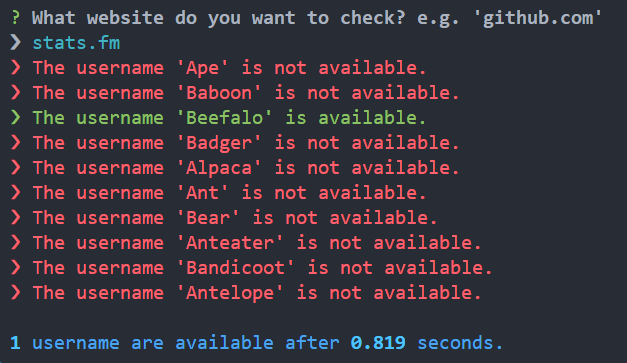 ? What website do you want to check? e.g. 'github.com'
❯ stats.fm
❯ The username 'Ape' is not available.
❯ The username 'Baboon' is not available.
❯ The username 'Beefalo' is available.
❯ The username 'Badger' is not available.
❯ The username 'Alpaca' is not available.
❯ The username 'Ant' is not available.
❯ The username 'Bear' is not available.
❯ The username 'Anteater' is not available.
❯ The username 'Bandicoot' is not available.
❯ The username 'Antelope' is not available.
1 username are available after 0.819 seconds.